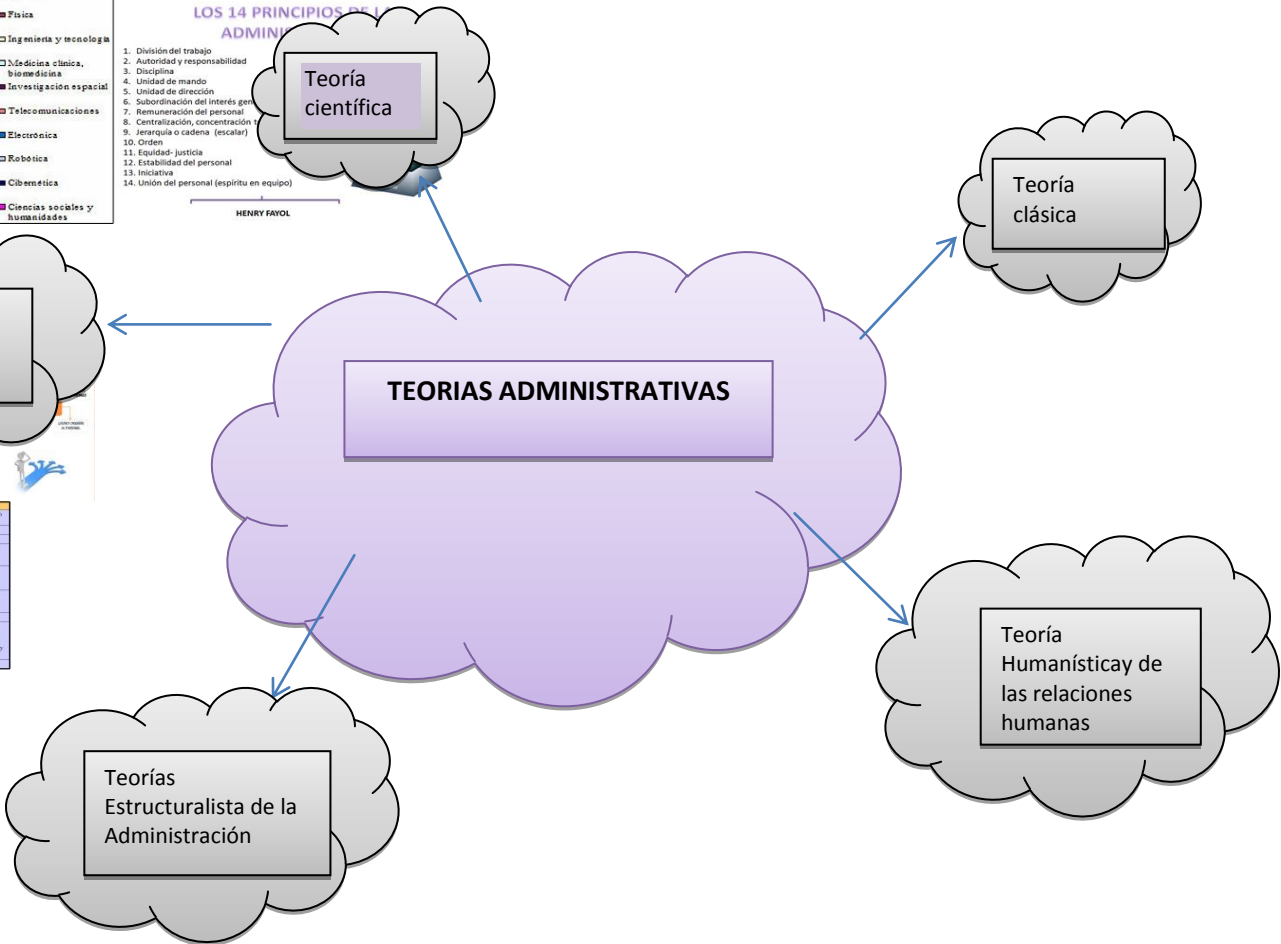 Física
Ingeniería y tecnología
Medicina clínica,
biomedicina
Investigación espacial
Telecomunicaciones
Electrónica
Robótica
Cibernética
Ciencias sociales y
humanidades
LOS 14 PRINCIPIOS DE LA
1. División del trabajo
2. Autoridad y responsabilidad
3. Disciplina
4. Unidad de mando
5. Unidad de dirección
6. Subordinación del interés
7. Remuneración del personal
8. Centralización, concentración
9. Jerarquía o cadena (escalar)
10. Orden
11. Equidad- justicia
12. Estabilidad del personal
13. Iniciativa
14. Unión del personal (espíritu en equipo)
HENRY FAYOL
Teoría
científica
Teoría
clásica
TEORIAS ADMINISTRATIVAS
Teoría
Humanísticay de
las relaciones
humanas
Teorías
Estructuralista de la
Administración